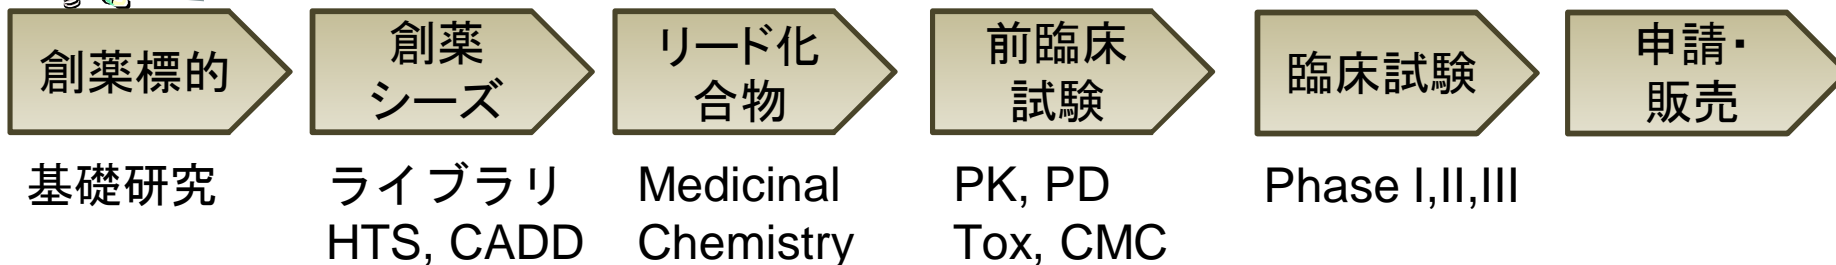 創薬標的
創薬
シーズ
リード化
合物
前臨床
試験
臨床試験
申請・
販売
基礎研究
ライブラリ
HTS, CADD
Medicinal
Chemistry
PK, PD
Tox, CMC
Phase I,II,III